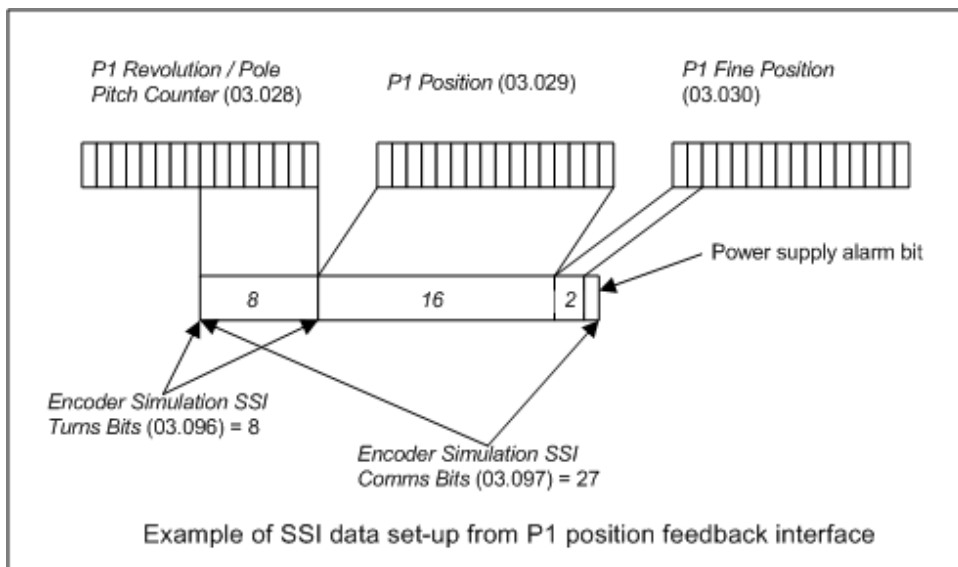 P1 Revolution / Pole
Pitch Counter (03.028)
P1 Position (03.029)
P1 Fine Position
(03.030)
Power supply alarm bit
8
16
2
Encoder Simulation SSI
Turns Bits (03.096) = 8
Encoder Simulation SSI
Comms Bits (03.097) = 27
Example of SSI data set-up from P1 position feedback interface